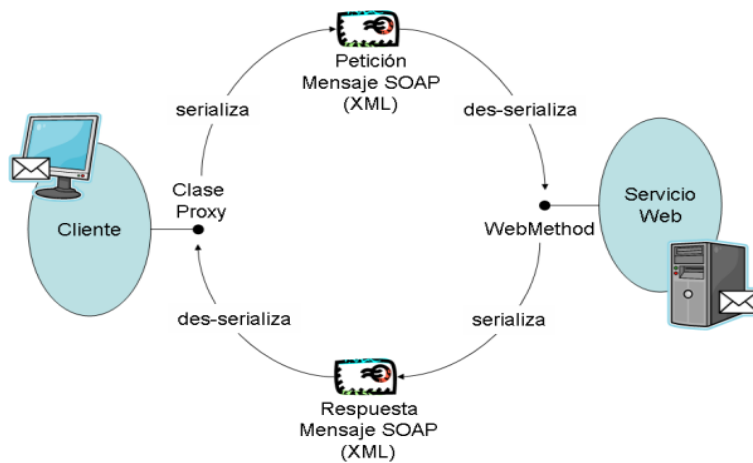 Petición
Mensaje SOAP
(XML)
serializa
des-serializa
Clase
Proxy
Cliente
Servicio
Web
WebMethod
des-serializa
serializa
Respuesta
Mensaje SOAP
(XML)